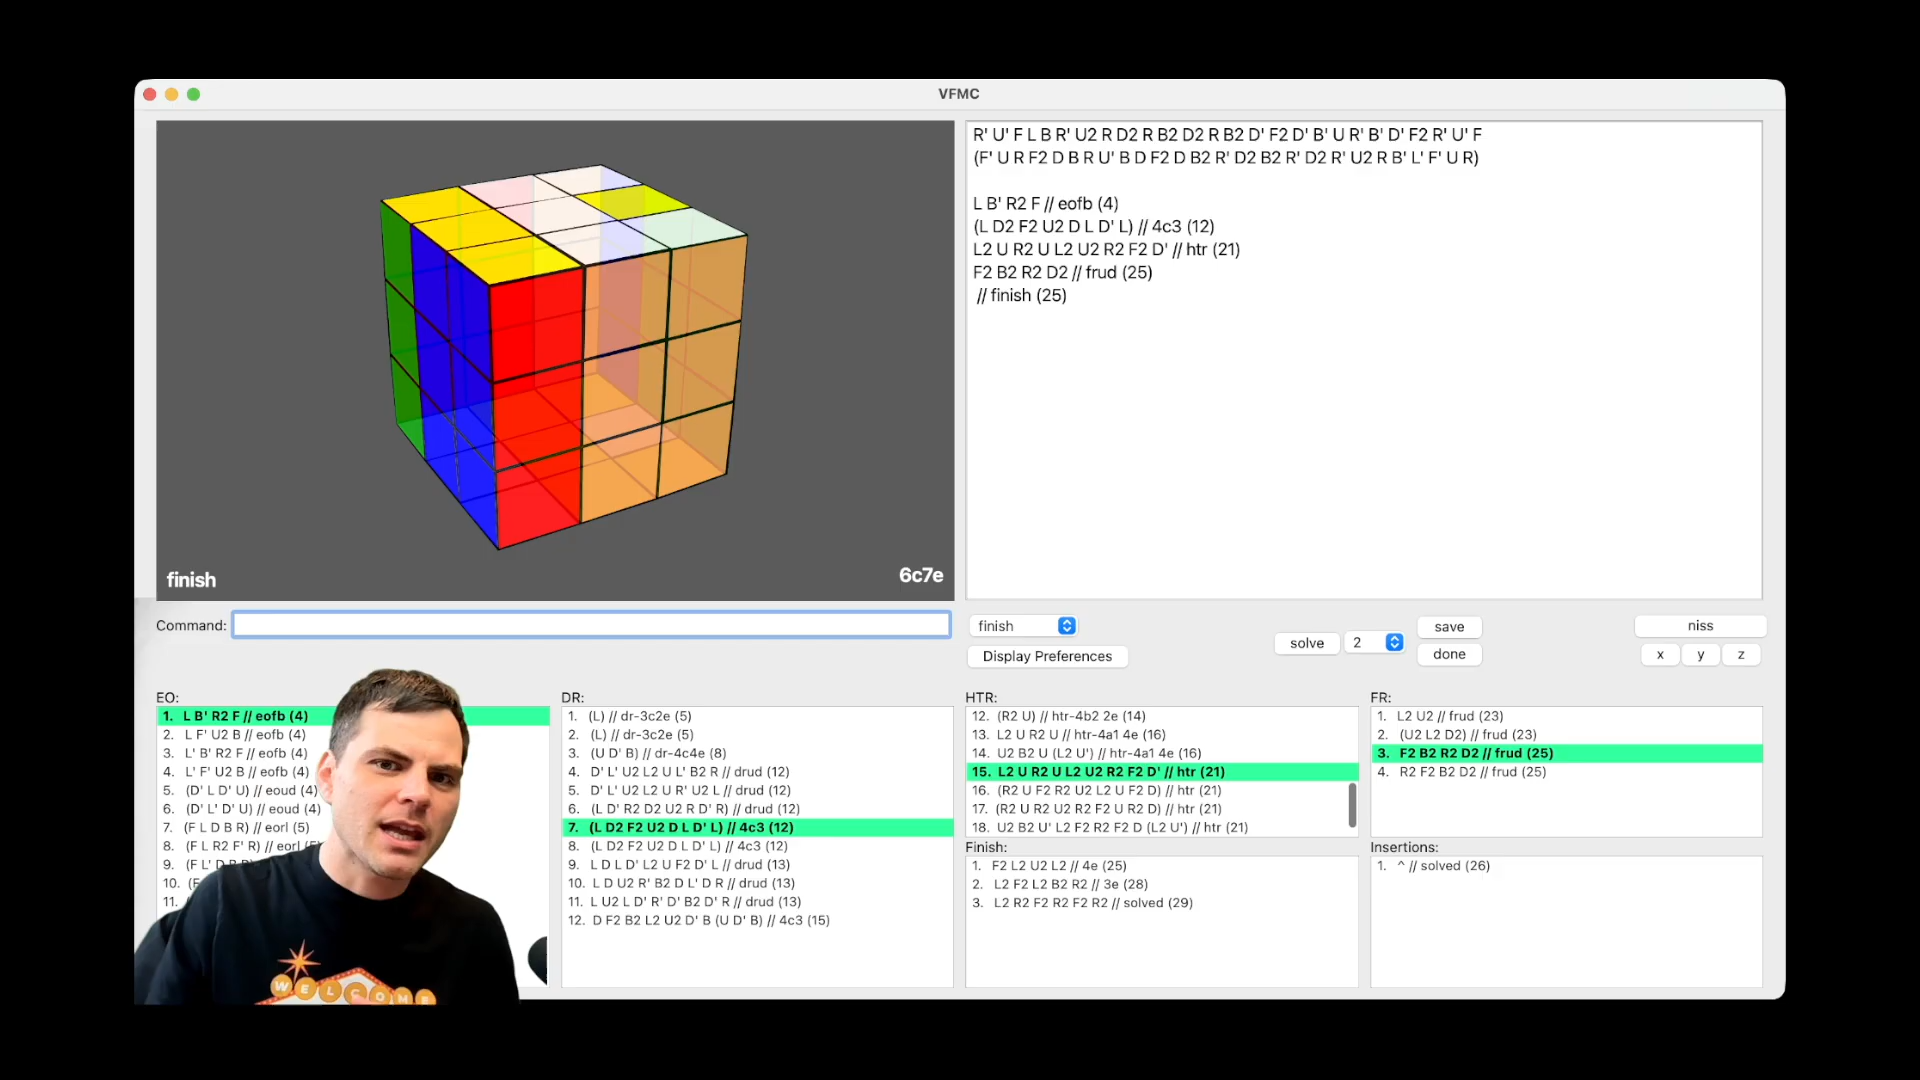 VFMC
R' U' F L B R' U2 R D2 R B2 D2 R B2 D' F2 D' B' U R' B' D' F2 R' U' F
(F' U R F2 D B R U' B D F2 D B2 R' D2 B2 R' D2 R' U2 R B' L' F' U R)
L B' R2 F // eofb (4)
(L D2 F2 U2 D L D' L) // 4c3 (12)
L2 U R2 U L2 U2 R2 F2 D' // htr (21)
F2 B2 R2 D2 // frud (25)
// finish (25)
finish
6c7e
Command:
finish
Display Preferences
solve
2
save
done
niss
x
y
z
EO:
1. L B' R2 F // eofb (4)
2. L F' U2 B // eofb (4)
3. L' B' R2 F // eofb (4)
4. L' F' U2 B // eofb (4)
5. (D' L D' U) // eoud (4)
6. (D' L' D' U) // eoud (4)
7. (F L D B R) // eorl (5)
8. (F L R2 F' R) // eorl
9. (F L'
10. (F
11.
DR:
1. (L) // dr-3c2e (5)
2. (L) // dr-3c2e (5)
3. (U D' B) // dr-4c4e (8)
4. D' L' U2 L2 U L' B2 R // drud (12)
5. D' L' U2 L2 U R' U2 L // drud (12)
6. (L D' R2 D2 U2 R D' R) // drud (12)
7. (L D2 F2 U2 D L D' L) // 4c3 (12)
8. (L D2 F2 U2 D L D' L) // 4c3 (12)
9. L D L D' L2 U F2 D' L // drud (13)
10. L D U2 R' B2 D L' D R // drud (13)
11. L U2 L D' R' D' B2 D' R // drud (13)
12. D F2 B2 L2 U2 D' B (U D' B) // 4c3 (15)
HTR:
12. (R2 U) // htr-4b2 2e (14)
13. L2 U R2 U // htr-4a1 4e (16)
14. U2 B2 U (L2 U') // htr-4a1 4e (16)
15. L2 U R2 U L2 U2 R2 F2 D' // htr (21)
16. (R2 U F2 R2 U2 L2 U F2 D) // htr (21)
17. (R2 U R2 U2 R2 F2 U R2 D) // htr (21)
18. U2 B2 U' L2 F2 R2 F2 D (L2 U') // htr (21)
FR:
1. L2 U2 // frud (23)
2. (U2 L2 D2) // frud (23)
3. F2 B2 R2 D2 // frud (25)
4. R2 F2 B2 D2 // frud (25)
Finish:
1. F2 L2 U2 L2 // 4e (25)
2. L2 F2 L2 B2 R2 // 3e (28)
3. L2 R2 F2 R2 F2 R2 // solved (29)
Insertions:
1. ^ // solved (26)
WELCOME